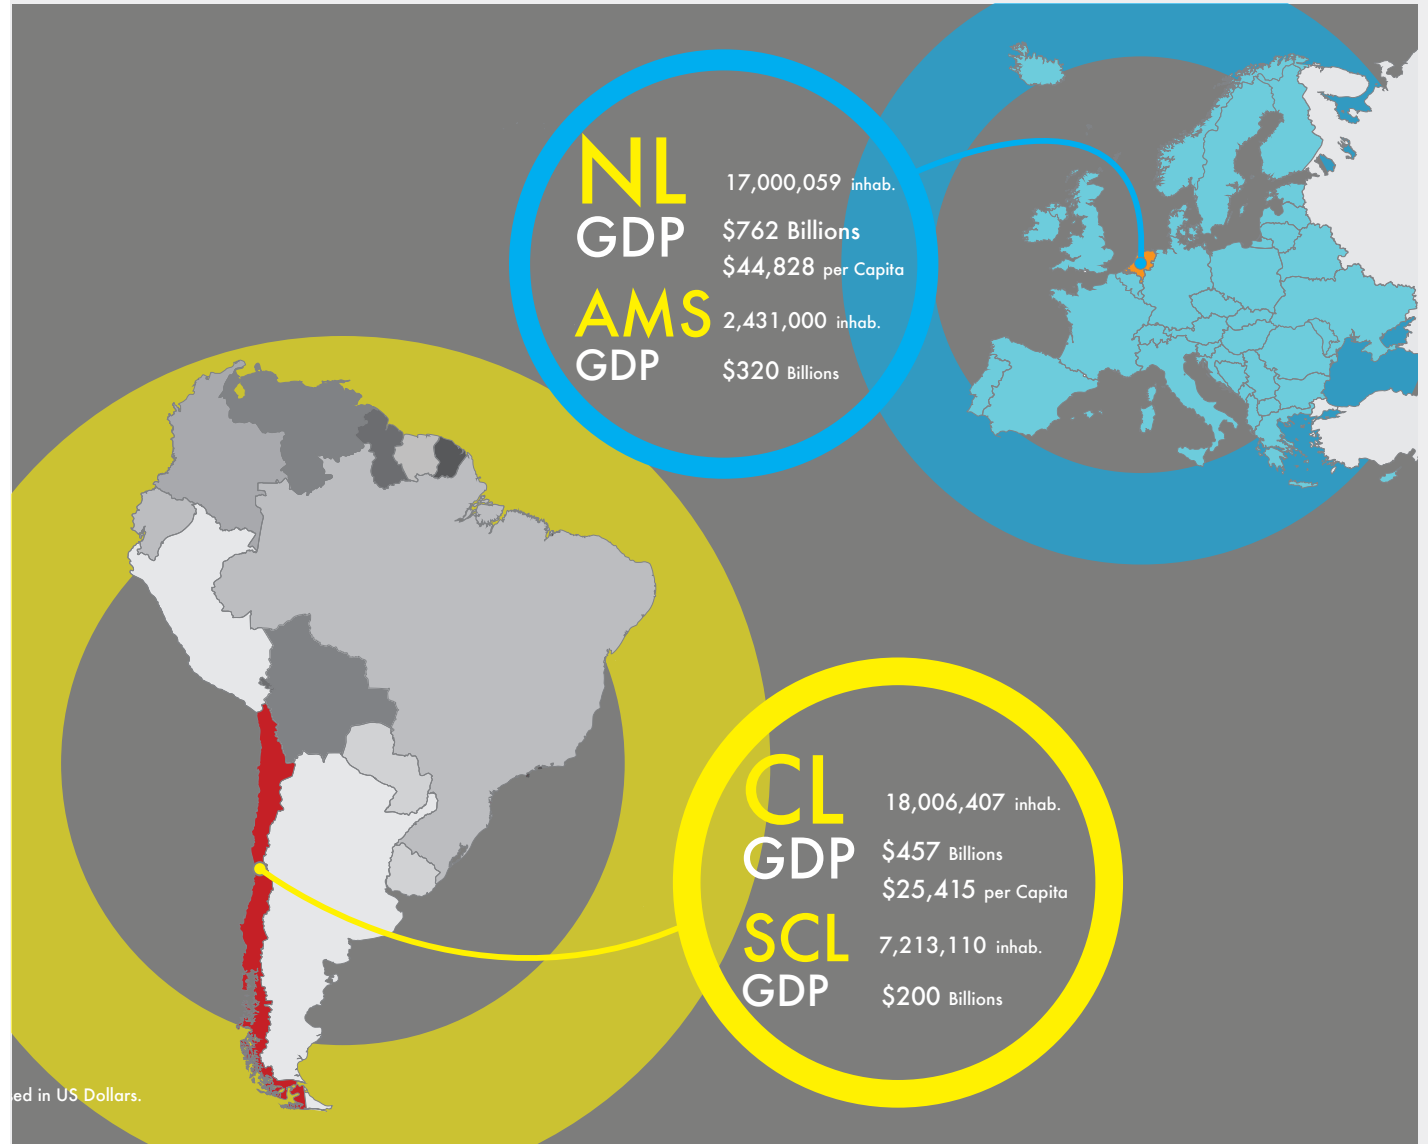 NL 17,000,059 inhab.
GDP $762 Billions
$44,828 per Capita
AMS 2,431,000 inhab.
GDP $320 Billions
CL 18,006,407 inhab.
GDP $457 Billions
$25,415 per Capita
SCL 7,213,110 inhab.
GDP $200 Billions
in US Dollars.